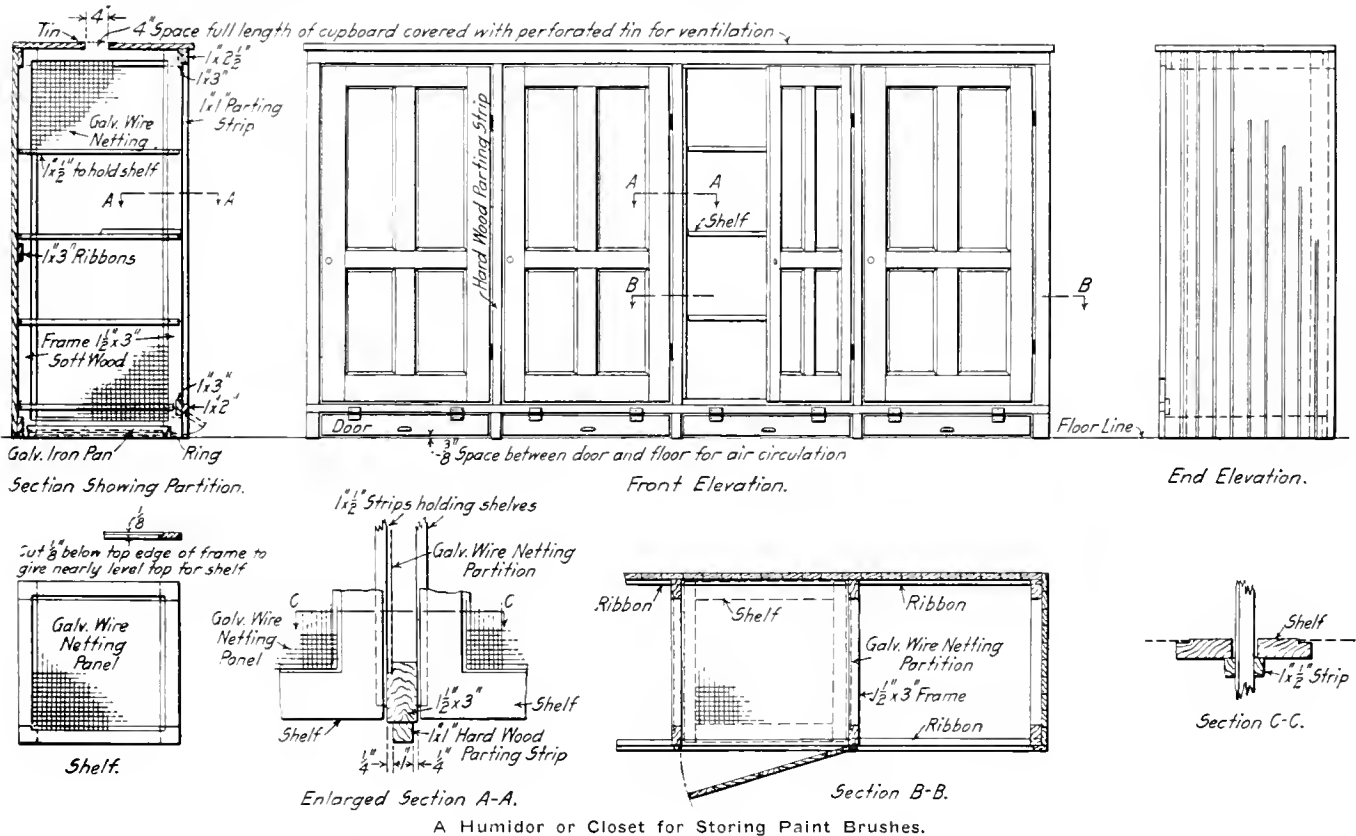 4"
Tin
4" Space full length of cupboard covered with perforated tin for ventilation
1"x2½"
1"x3"
1"x1" Parting
Strip
Galv. Wire
Netting
1"x½" to hold shelf
A
A
1"x3" Ribbons
Frame 1½"x3"
Soft Wood
1"x3"
1"x2"
Galv. Iron Pan
Ring
Section Showing Partition.
Hard Wood Parting Strip
A
A
Shelf
B
B
Door
⅜" Space between door and floor for air circulation
Front Elevation.
Floor Line
End Elevation.
⅛"
Cut ⅛" below top edge of frame to
give nearly level top for shelf
Galv. Wire
Netting
Panel
Shelf.
1"x½" Strips holding shelves
Galv. Wire Netting
Partition
C
C
Galv. Wire
Netting
Panel
1½"x3"
Shelf
Shelf
1"x1" Hard Wood
Parting Strip
¼"
1"
¼"
Enlarged Section A-A.
Ribbon
Shelf
Ribbon
Galv. Wire Netting
Partition
1½"x3" Frame
Ribbon
Section B-B.
Shelf
1"x½" Strip
Section C-C.
A Humidor or Closet for Storing Paint Brushes.